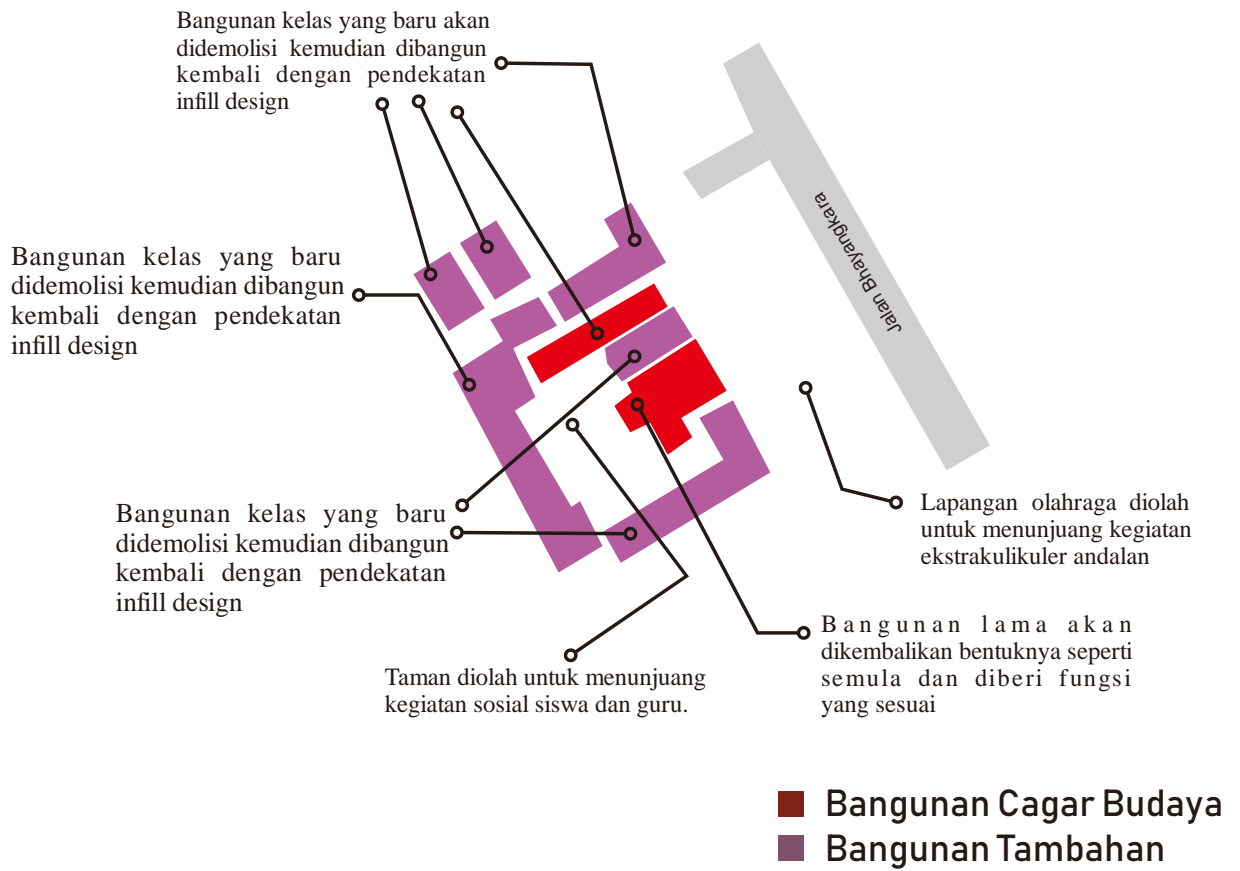 Bangunan kelas yang baru akan
didemolisi kemudian dibangun
kembali dengan pendekatan
infill design
Jalan Bhayangkara
Bangunan kelas yang baru
didemolisi kemudian dibangun
kembali dengan pendekatan
infill design
Bangunan kelas yang baru
didemolisi kemudian dibangun
kembali dengan pendekatan
infill design
Lapangan olahraga diolah
untuk menunjuang kegiatan
ekstrakulikuler andalan
Bangunan lama akan
dikembalikan bentuknya seperti
semula dan diberi fungsi
yang sesuai
Taman diolah untuk menunjuang
kegiatan sosial siswa dan guru.
Bangunan Cagar Budaya
Bangunan Tambahan